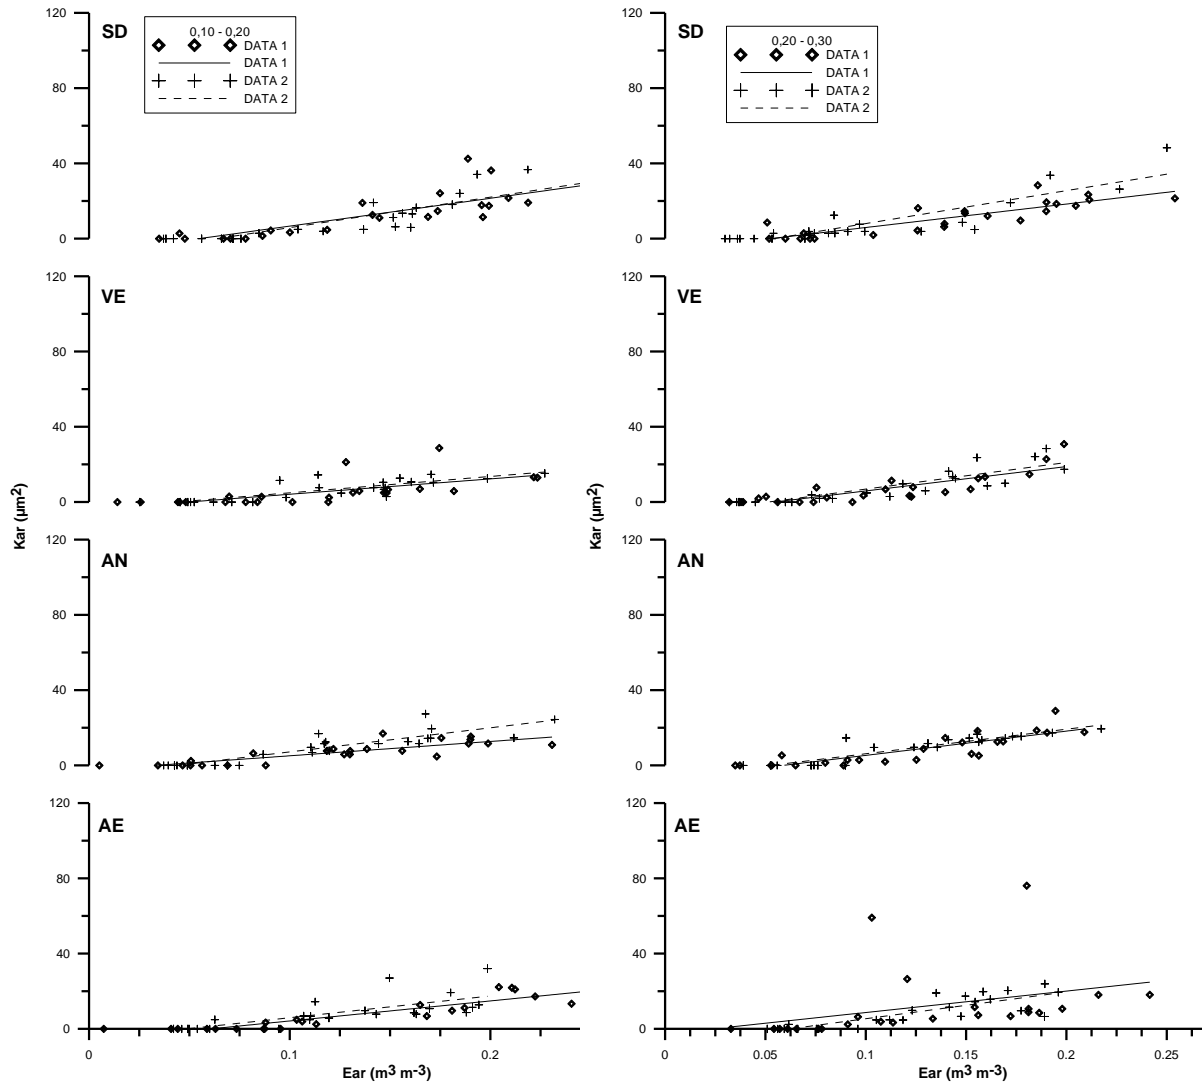 SD
120
80
40
0
0,10 - 0,20
DATA 1
DATA 1
DATA 2
DATA 2
SD
120
80
40
0
0,20 - 0,30
DATA 1
DATA 1
DATA 2
DATA 2
VE
120
80
40
0
VE
120
80
40
0
Kar (µm2)
Kar (µm2)
AN
120
80
40
0
AN
120
80
40
0
AE
120
80
40
0
AE
120
80
40
0
0 0.1 0.2
Ear (m3 m-3)
0 0.05 0.1 0.15 0.2 0.25
Ear (m3 m-3)